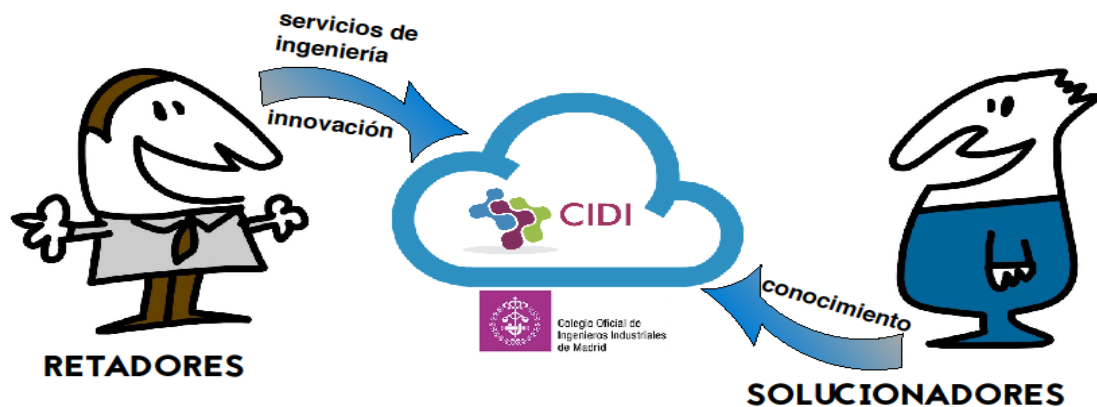 servicios de
ingeniería
innovación
CIDI
Colegio Oficial de
Ingenieros Industriales
de Madrid
conocimiento
RETADORES
SOLUCIONADORES